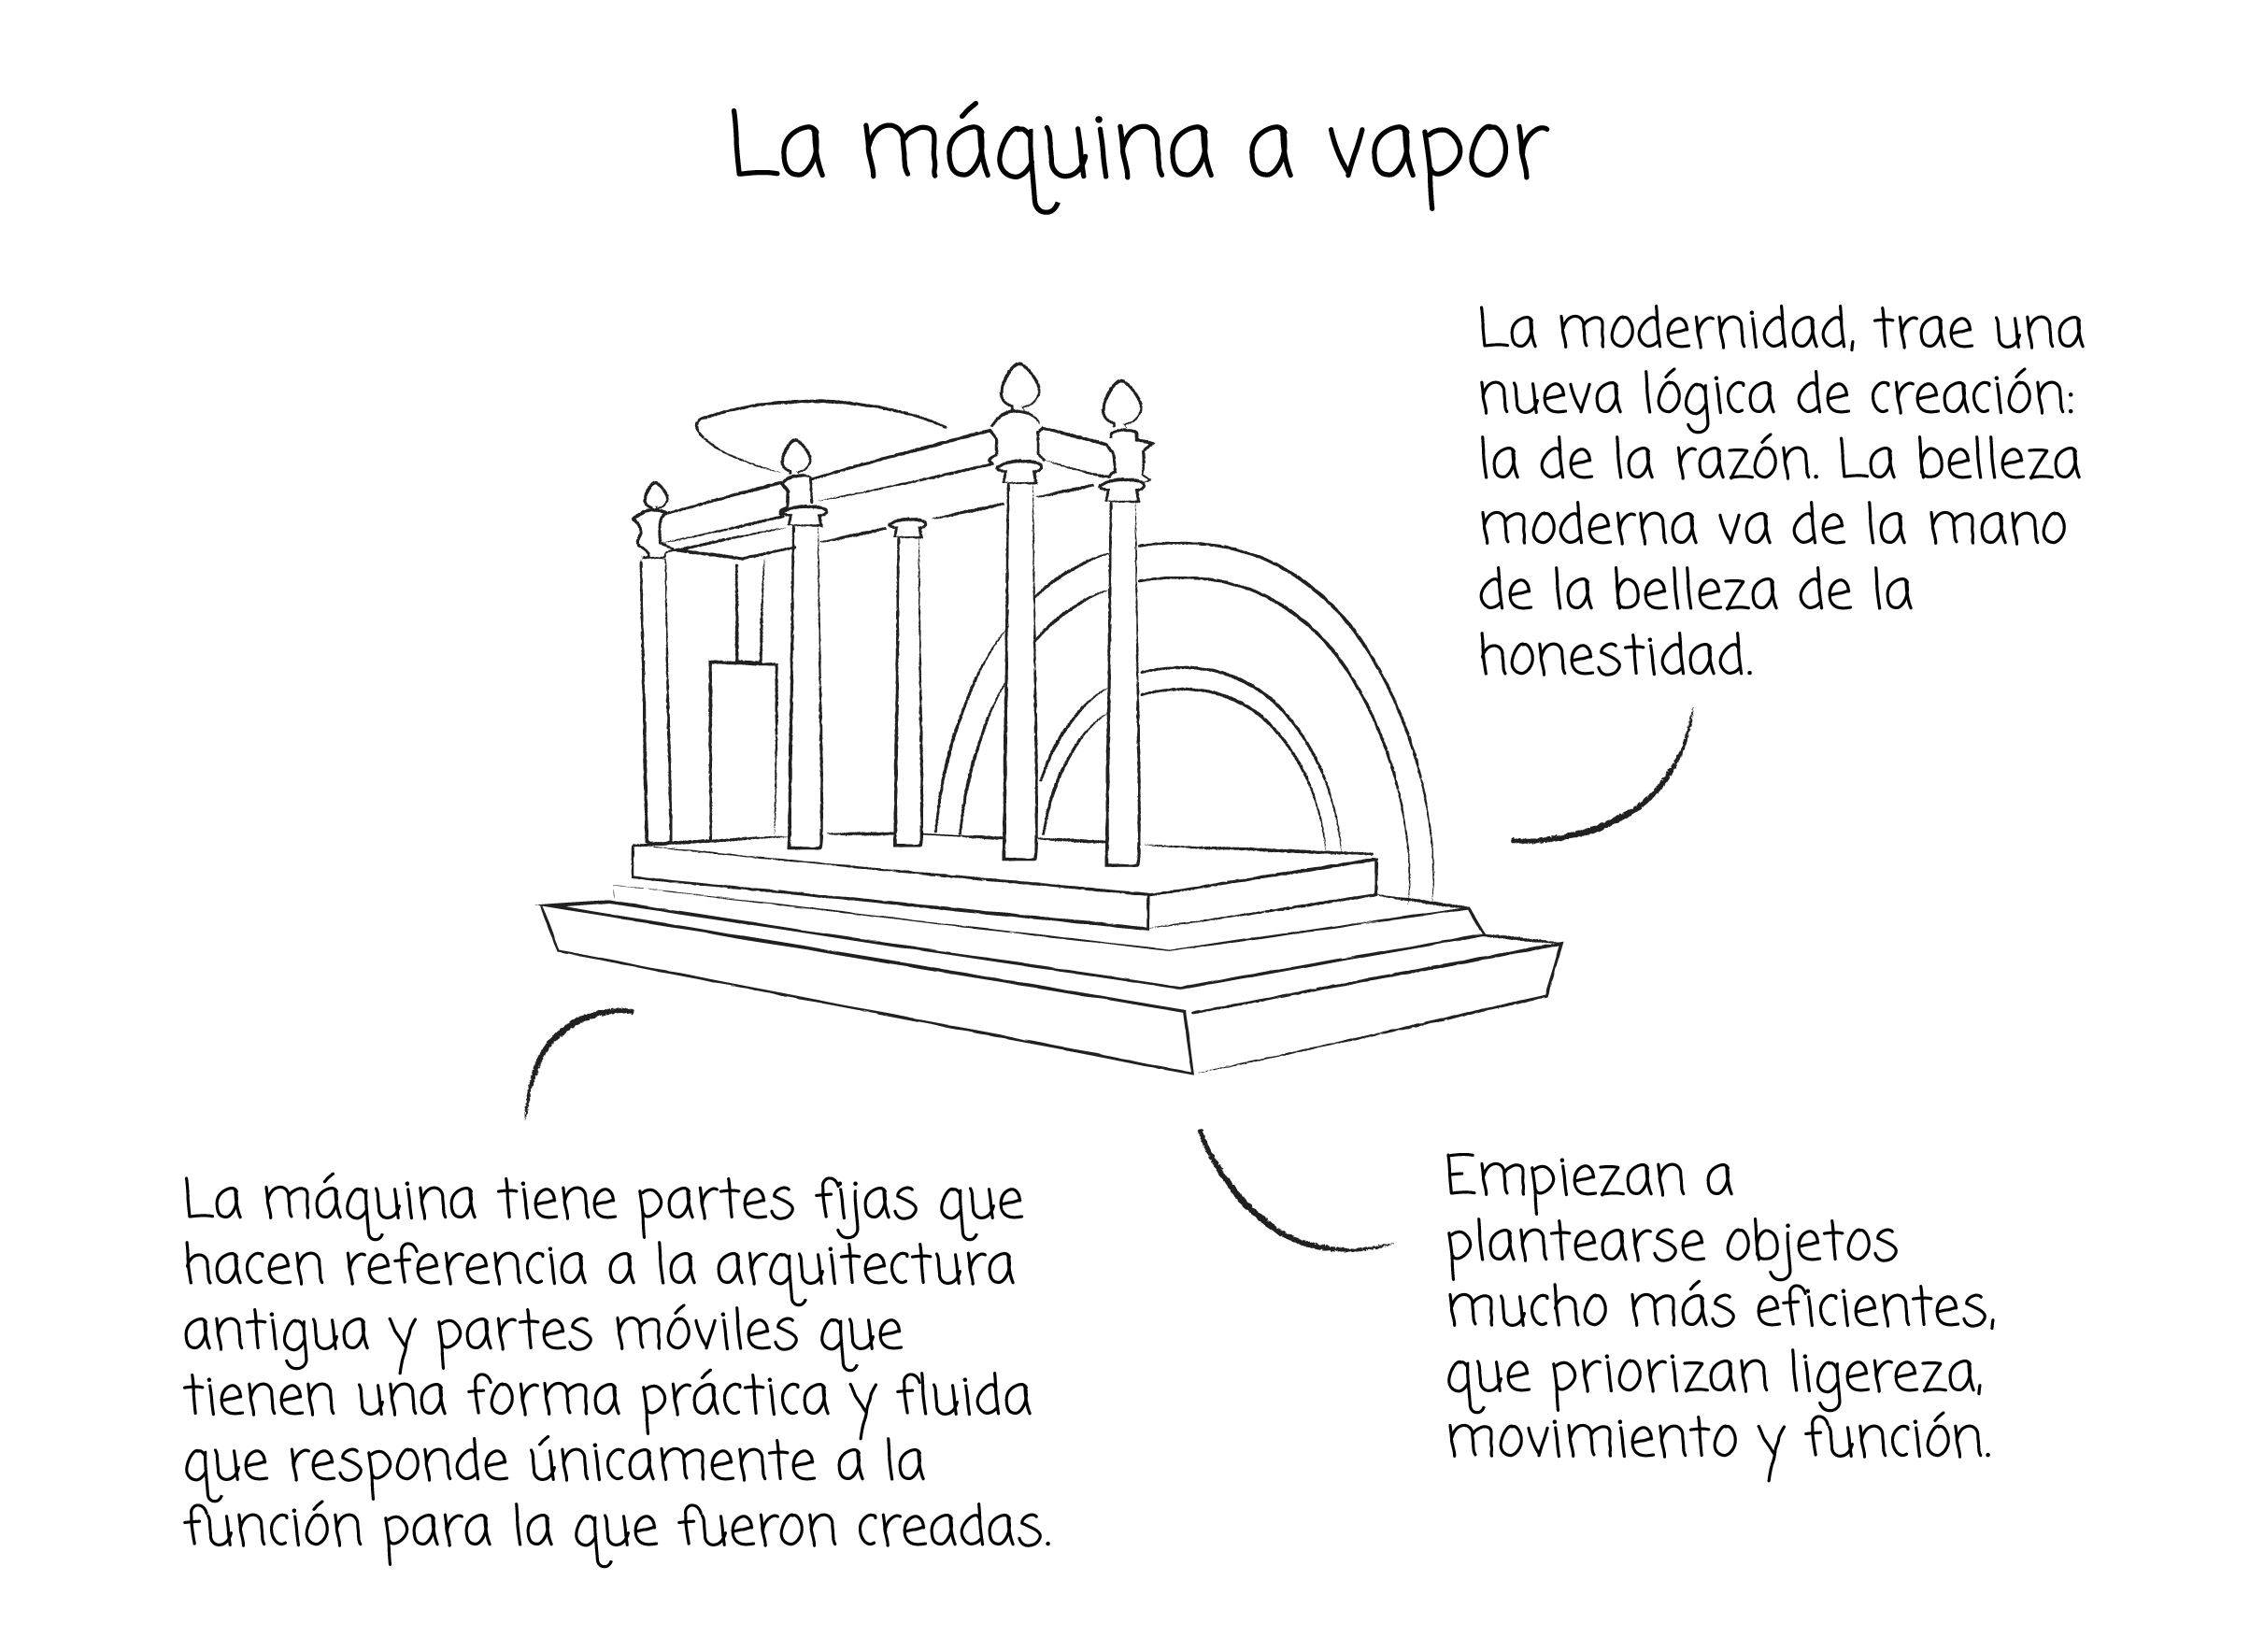 La máquina a vapor
La modernidad, trae una
nueva lógica de creación:
la de la razón. La belleza
moderna va de la mano
de la belleza de la
honestidad.
La máquina tiene partes fijas que
hacen referencia a la arquitectura
antigua y partes móviles que
tienen una forma práctica y fluida
que responde únicamente a la
función para la que fueron creadas.
Empiezan a
plantearse objetos
mucho más eficientes,
que priorizan ligereza,
movimiento y función.